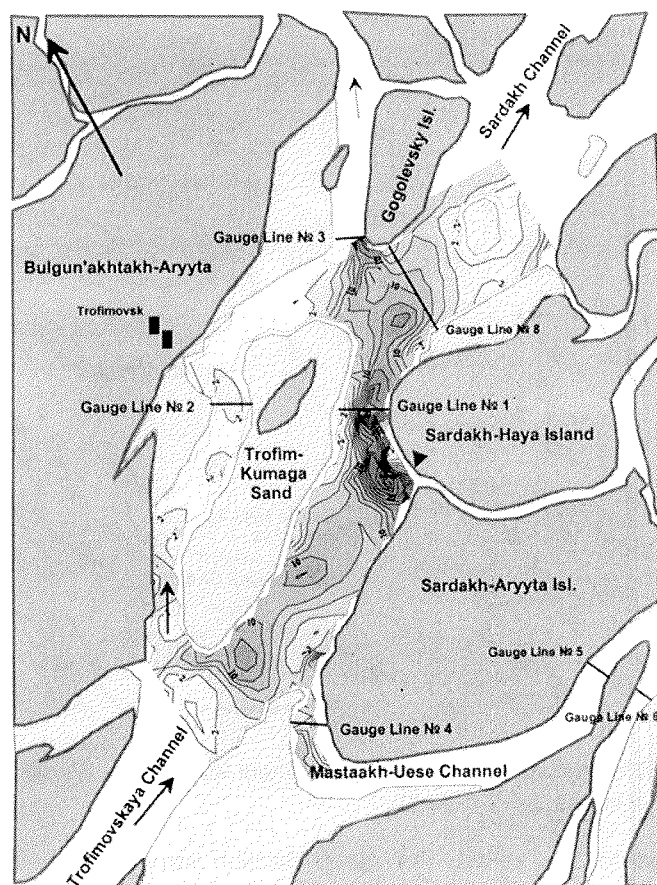 N
Sardakh Channel
Gogolevsky Isl.
Gauge Line № 3
Bulgun'akhtakh-Aryyta
Trofimovsk
Gauge Line № 8
Gauge Line № 2
Gauge Line № 1
Sardakh-Haya Island
Trofim-
Kumaga
Sand
Sardakh-Aryyta Isl.
Gauge Line № 5
Gauge Line № 6
Gauge Line № 4
Mastaakh-Uese Channel
Trofimovskaya Channel